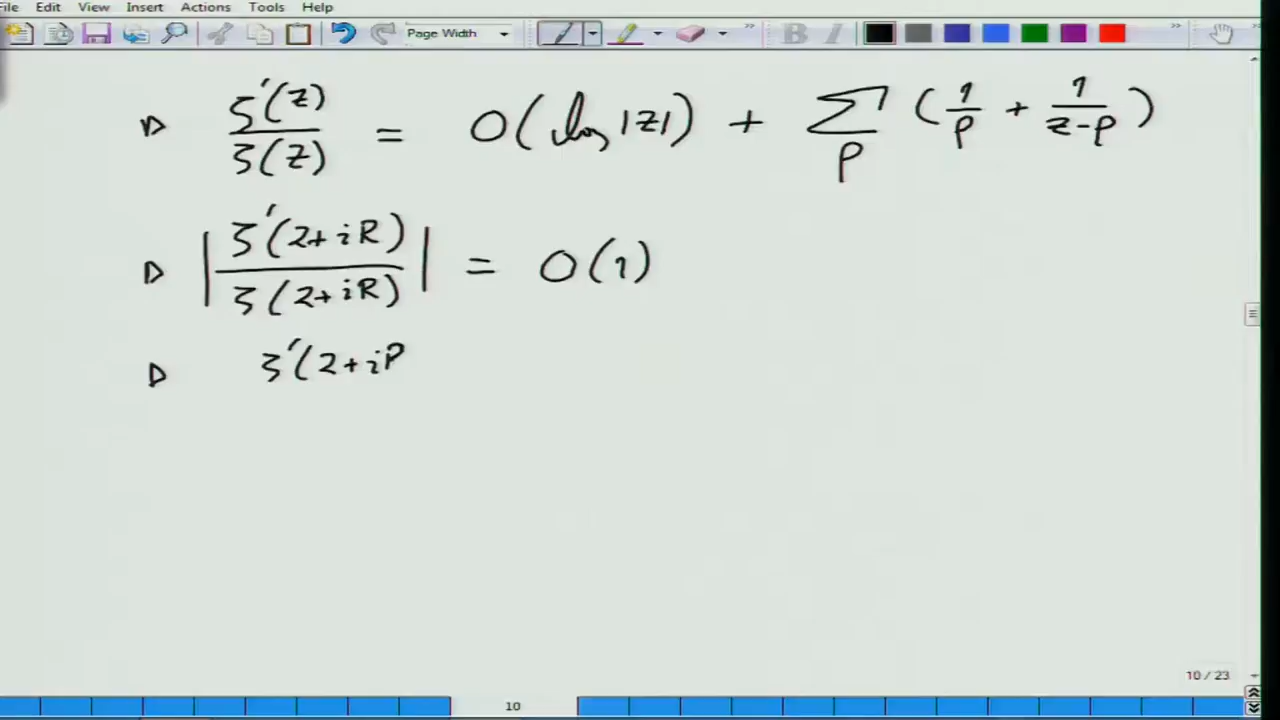 File Edit View Insert Actions Tools Help
Page Width
B I
▷ ζ'(z)/ζ(z) = O(log |z|) + Σ_ρ (1/ρ + 1/(z-ρ))
▷ |ζ'(2+iR)/ζ(2+iR)| = O(1)
▷ ζ'(2+iP
10 / 23
10